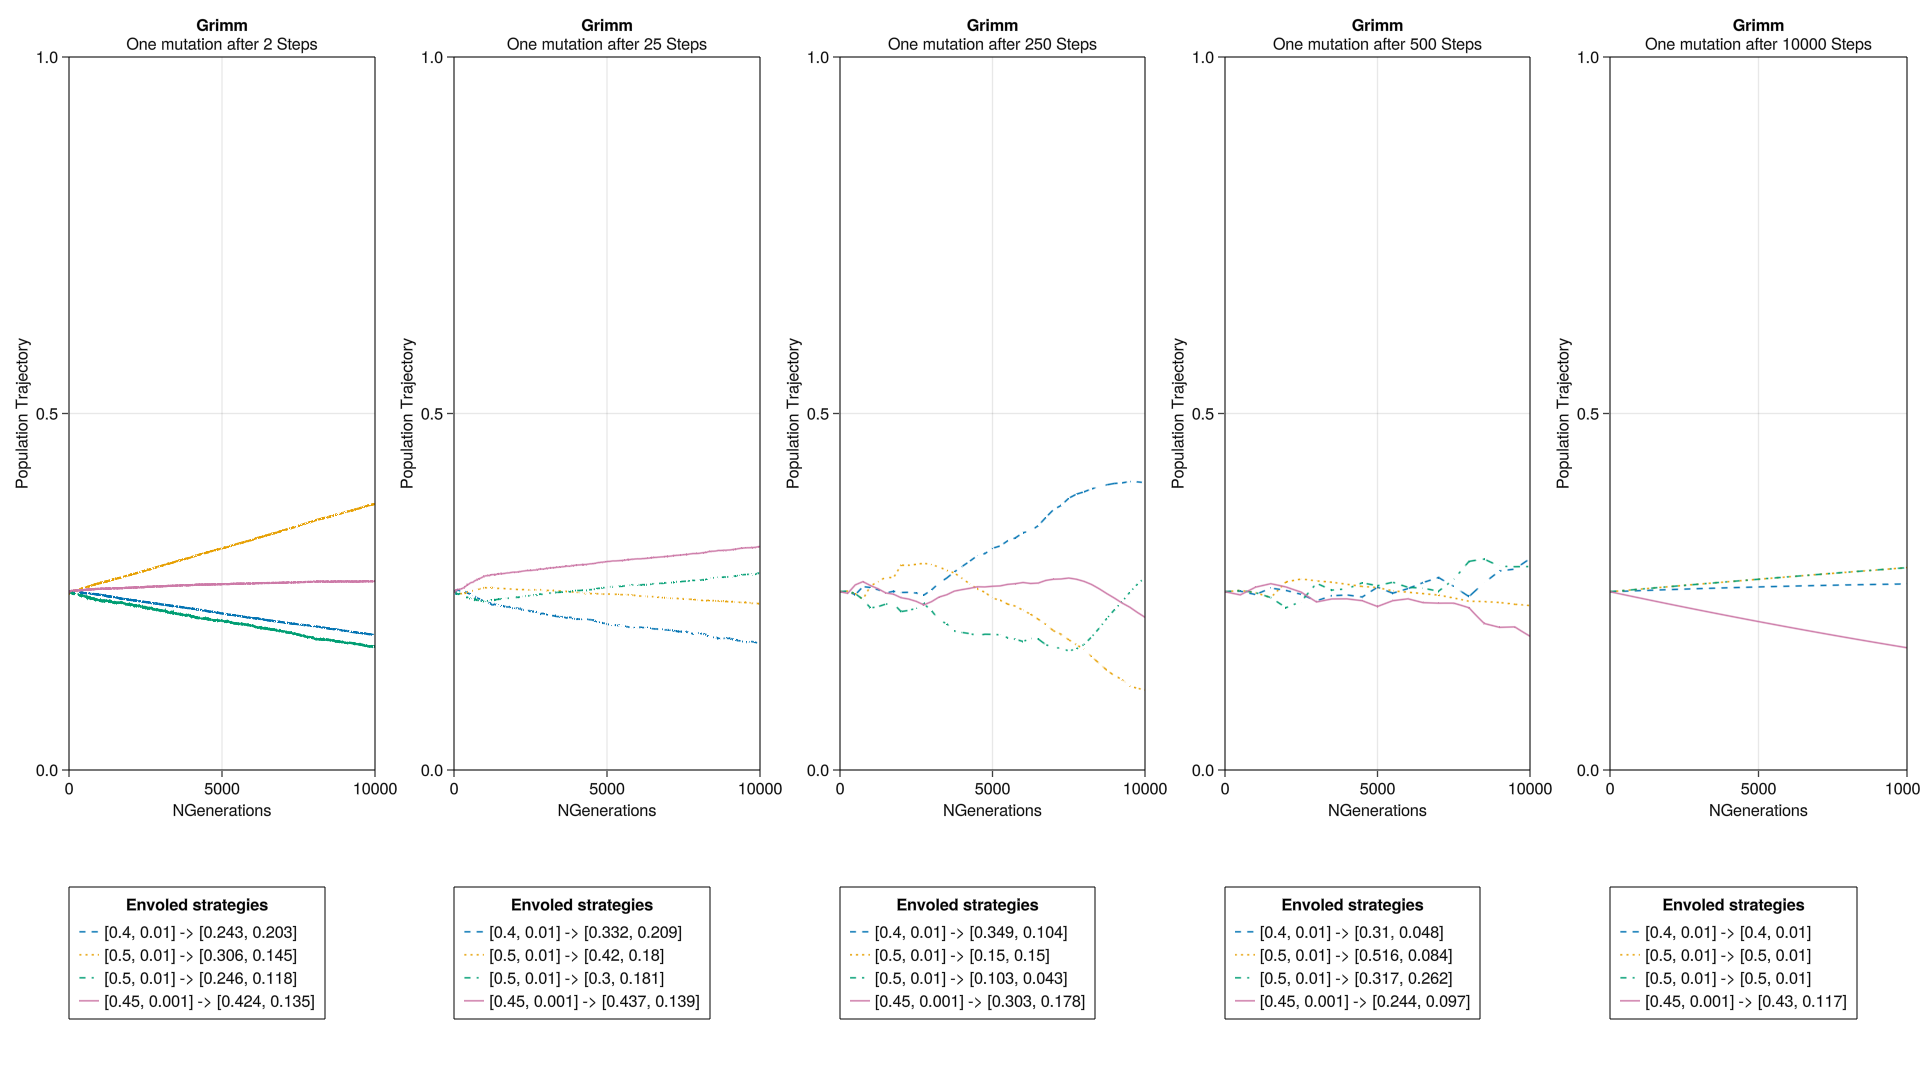 Grimm
One mutation after 2 Steps
1.0
0.5
0.0
Population Trajectory
0
5000
10000
NGenerations
Envoled strategies
[0.4, 0.01] -> [0.243, 0.203]
[0.5, 0.01] -> [0.306, 0.145]
[0.5, 0.01] -> [0.246, 0.118]
[0.45, 0.001] -> [0.424, 0.135]
Grimm
One mutation after 25 Steps
1.0
0.5
0.0
Population Trajectory
0
5000
10000
NGenerations
Envoled strategies
[0.4, 0.01] -> [0.332, 0.209]
[0.5, 0.01] -> [0.42, 0.18]
[0.5, 0.01] -> [0.3, 0.181]
[0.45, 0.001] -> [0.437, 0.139]
Grimm
One mutation after 250 Steps
1.0
0.5
0.0
Population Trajectory
0
5000
10000
NGenerations
Envoled strategies
[0.4, 0.01] -> [0.349, 0.104]
[0.5, 0.01] -> [0.15, 0.15]
[0.5, 0.01] -> [0.103, 0.043]
[0.45, 0.001] -> [0.303, 0.178]
Grimm
One mutation after 500 Steps
1.0
0.5
0.0
Population Trajectory
0
5000
10000
NGenerations
Envoled strategies
[0.4, 0.01] -> [0.31, 0.048]
[0.5, 0.01] -> [0.516, 0.084]
[0.5, 0.01] -> [0.317, 0.262]
[0.45, 0.001] -> [0.244, 0.097]
Grimm
One mutation after 10000 Steps
1.0
0.5
0.0
Population Trajectory
0
5000
1000
NGenerations
Envoled strategies
[0.4, 0.01] -> [0.4, 0.01]
[0.5, 0.01] -> [0.5, 0.01]
[0.5, 0.01] -> [0.5, 0.01]
[0.45, 0.001] -> [0.43, 0.117]